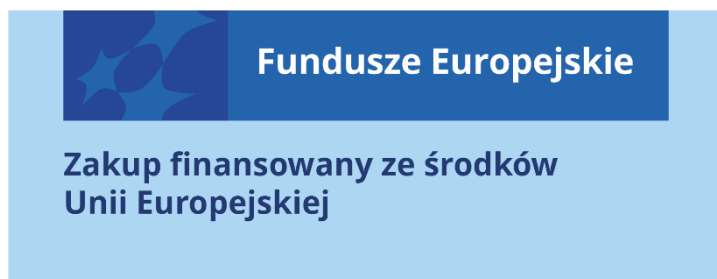 Fundusze Europejskie
Zakup finansowany ze środków
Unii Europejskiej